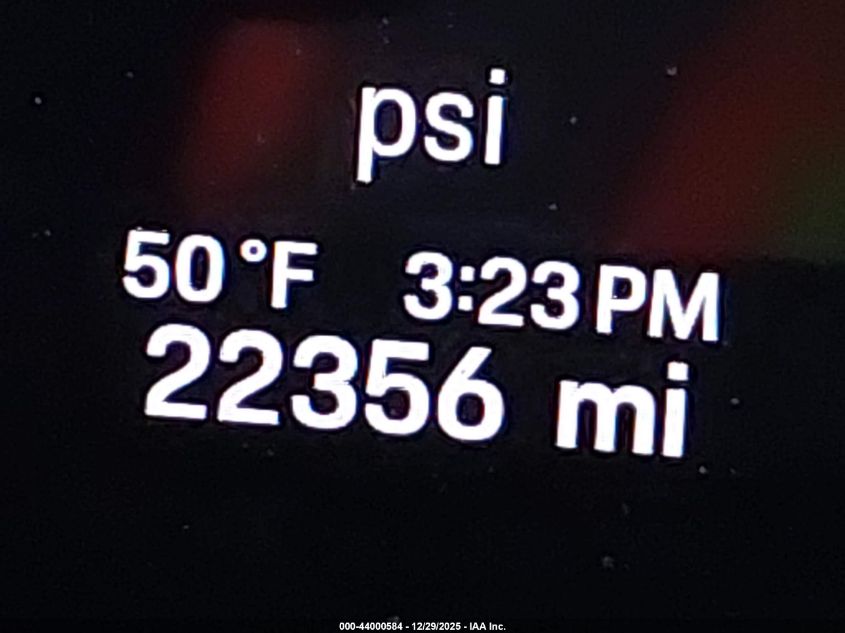 psi
50 °F 3:23 PM
22356 mi
000-44000584 - 12/29/2025 - IAA Inc.